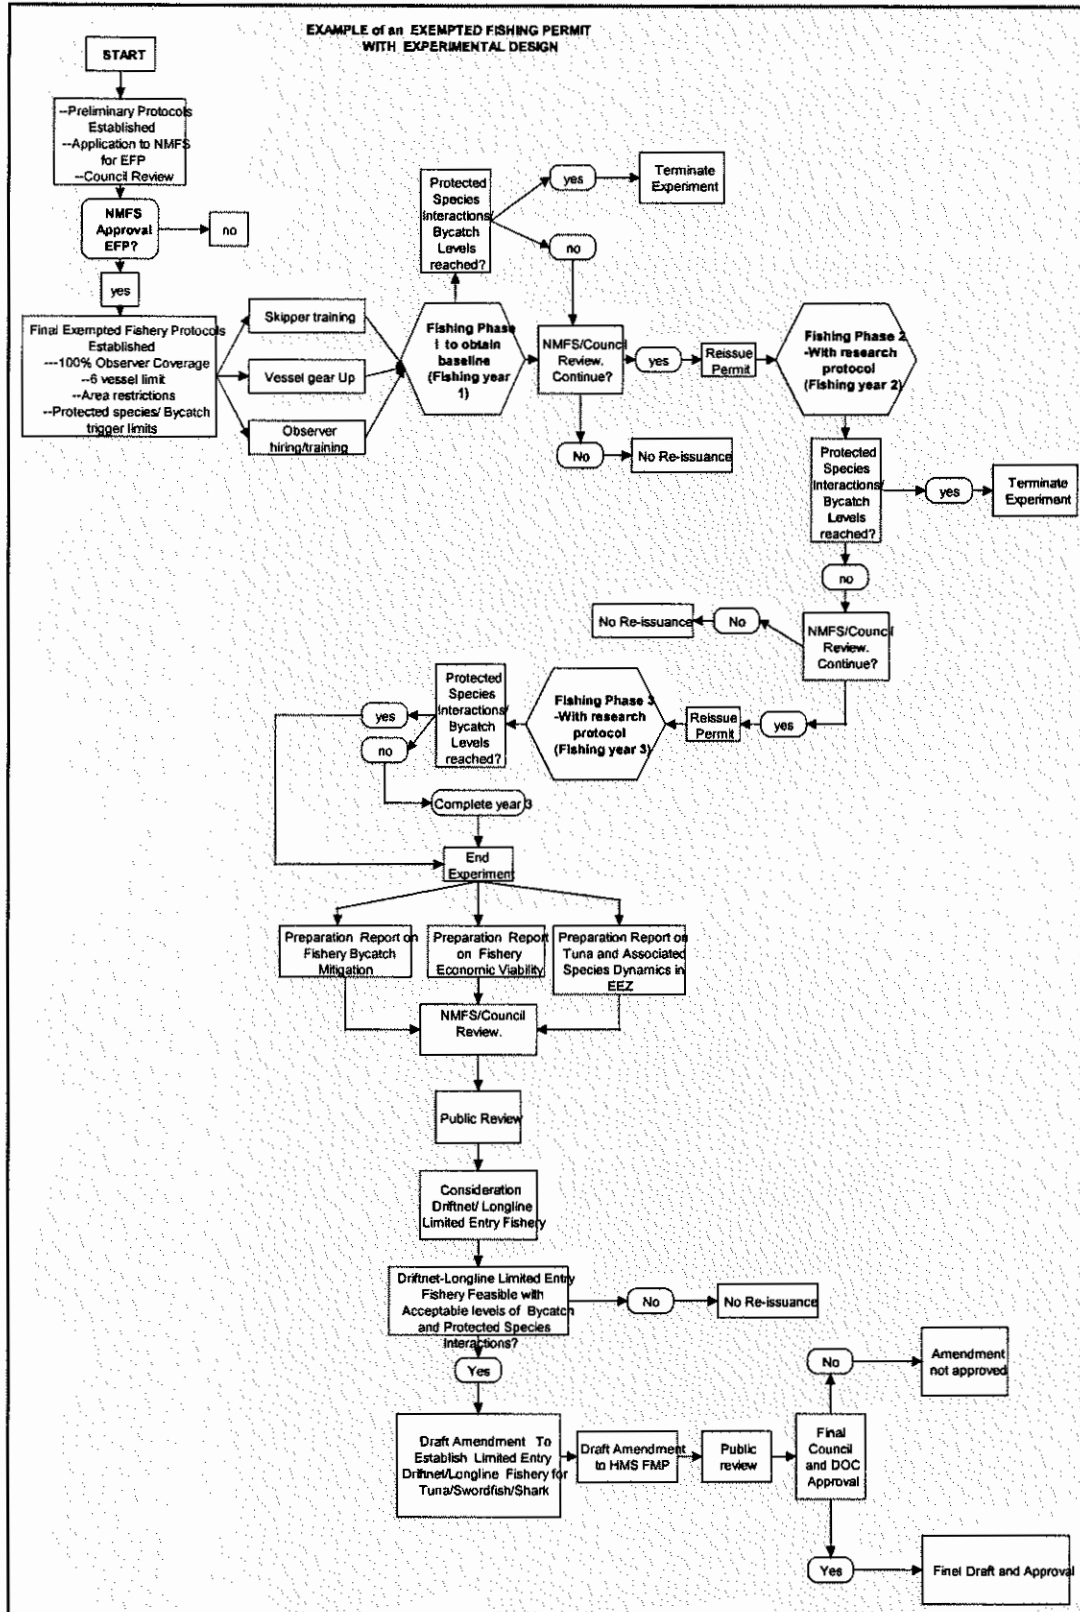 EXAMPLE of an EXEMPTED FISHING PERMIT
WITH EXPERIMENTAL DESIGN
START
--Preliminary Protocols
Established
--Application to NMFS
for EFP
--Council Review
NMFS
Approval
EFP?
no
yes
Final Exempted Fishery Protocols
Established
---100% Observer Coverage
--6 vessel limit
--Area restrictions
--Protected species/ Bycatch
trigger limits
Skipper training
Vessel gear Up
Observer
hiring/training
Fishing Phase
1 to obtain
baseline
(Fishing year
1)
Protected
Species
Interactions/
Bycatch
Levels
reached?
yes
Terminate
Experiment
no
NMFS/Council
Review.
Continue?
yes
Reissue
Permit
No
No Re-issuance
Fishing Phase 2
-With research
protocol
(Fishing year 2)
Protected
Species
Interactions/
Bycatch
Levels
reached?
yes
Terminate
Experiment
no
NMFS/Council
Review.
Continue?
No
No Re-issuance
yes
Reissue
Permit
Fishing Phase 3
-With research
protocol
(Fishing year 3)
Protected
Species
Interactions/
Bycatch
Levels
reached?
yes
no
Complete year 3
End
Experiment
Preparation Report on
Fishery Bycatch
Mitigation
Preparation Report
on Fishery
Economic Viability
Preparation Report on
Tuna and Associated
Species Dynamics in
EEZ
NMFS/Council
Review.
Public Review
Consideration
Driftnet/ Longline
Limited Entry Fishery
Driftnet-Longline Limited Entry
Fishery Feasible with
Acceptable levels of Bycatch
and Protected Species
Interactions?
No
No Re-issuance
Yes
Draft Amendment To
Establish Limited Entry
Driftnet/Longline Fishery for
Tuna/Swordfish/Shark
Draft Amendment
to HMS FMP
Public
review
Final
Council
and DOC
Approval
No
Amendment
not approved
Yes
Finel Draft and Approval